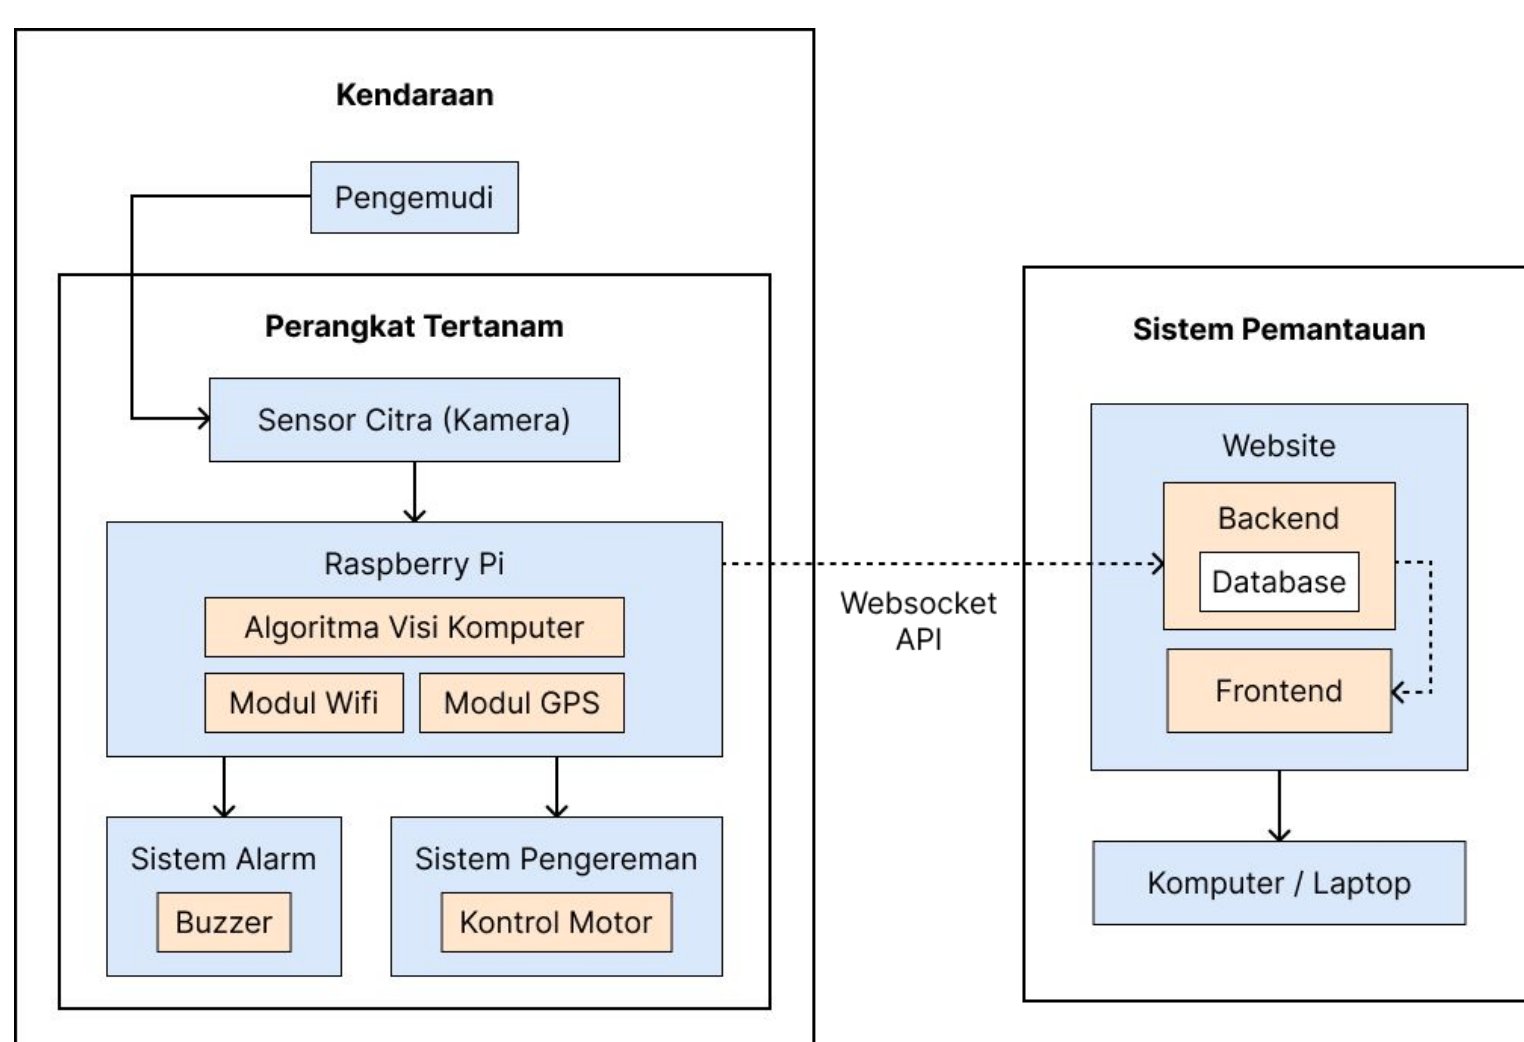 Kendaraan
Pengemudi
Perangkat Tertanam
Sensor Citra (Kamera)
Raspberry Pi
Algoritma Visi Komputer
Modul Wifi
Modul GPS
Sistem Alarm
Buzzer
Sistem Pengereman
Kontrol Motor
Websocket
API
Sistem Pemantauan
Website
Backend
Database
Frontend
Komputer / Laptop